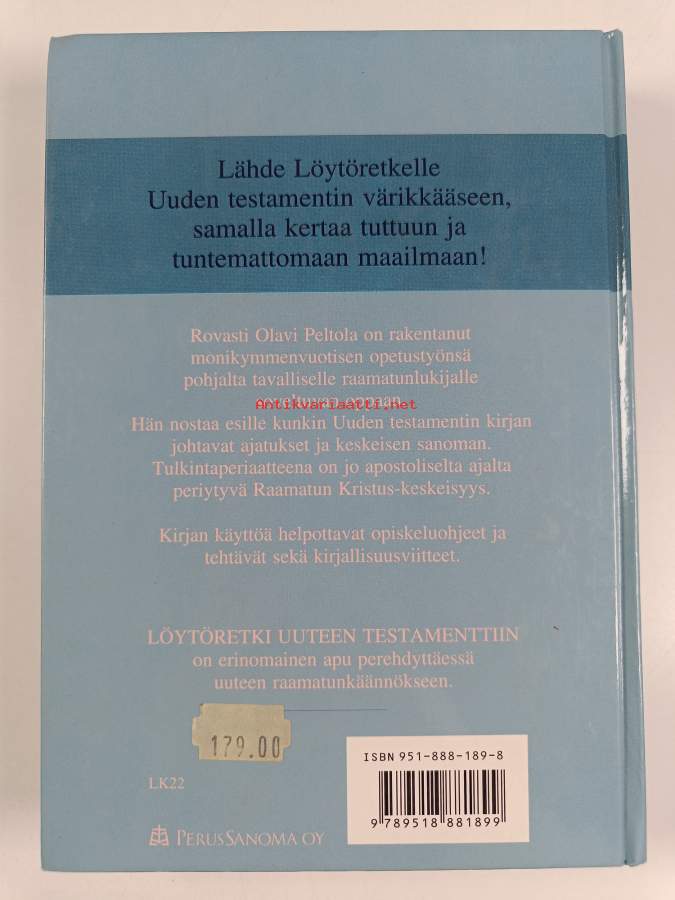 Lähde Löytöretkelle
Uuden testamentin värikkääseen,
samalla kertaa tuttuun ja
tuntemattomaan maailmaan!
Rovasti Olavi Peltola on rakentanut
monikymmenvuotisen opetustyönsä
pohjalta tavalliselle raamatunlukijalle
soveltuvan oppaan.
Antikvariaatti.net
Hän nostaa esille kunkin Uuden testamentin kirjan
johtavat ajatukset ja keskeisen sanoman.
Tulkintaperiaatteena on jo apostoliselta ajalta
periytyvä Raamatun Kristus-keskeisyys.
Kirjan käyttöä helpottavat opiskeluohjeet ja
tehtävät sekä kirjallisuusviitteet.
LÖYTÖRETKI UUTEEN TESTAMENTTIIN
on erinomainen apu perehdyttäessä
uuteen raamatunkäännökseen.
179.00
ISBN 951-888-189-8
LK22
9 789518 881899
PERUSSANOMA OY